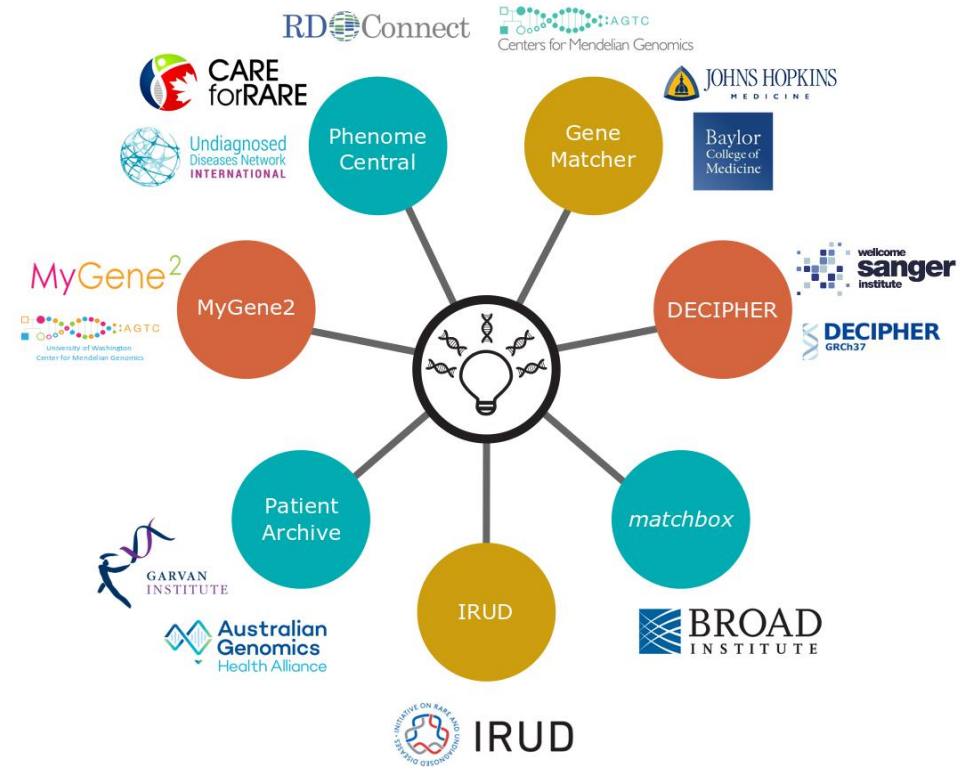 RD Connect
AGTC
Centers for Mendelian Genomics
CARE
forRARE
JOHNS HOPKINS
MEDICINE
Phenome
Central
Gene
Matcher
Undiagnosed
Diseases Network
INTERNATIONAL
Baylor
College of
Medicine
MyGene2
AGTC
University of Washington
Center for Mendelian Genomics
MyGene2
DECIPHER
wellcome
sanger
institute
DECIPHER
GRCh37
Patient
Archive
matchbox
GARVAN
INSTITUTE
Australian
Genomics
Health Alliance
IRUD
BROAD
INSTITUTE
INITIATIVE ON RARE AND UNDIAGNOSED DISEASES
IRUD